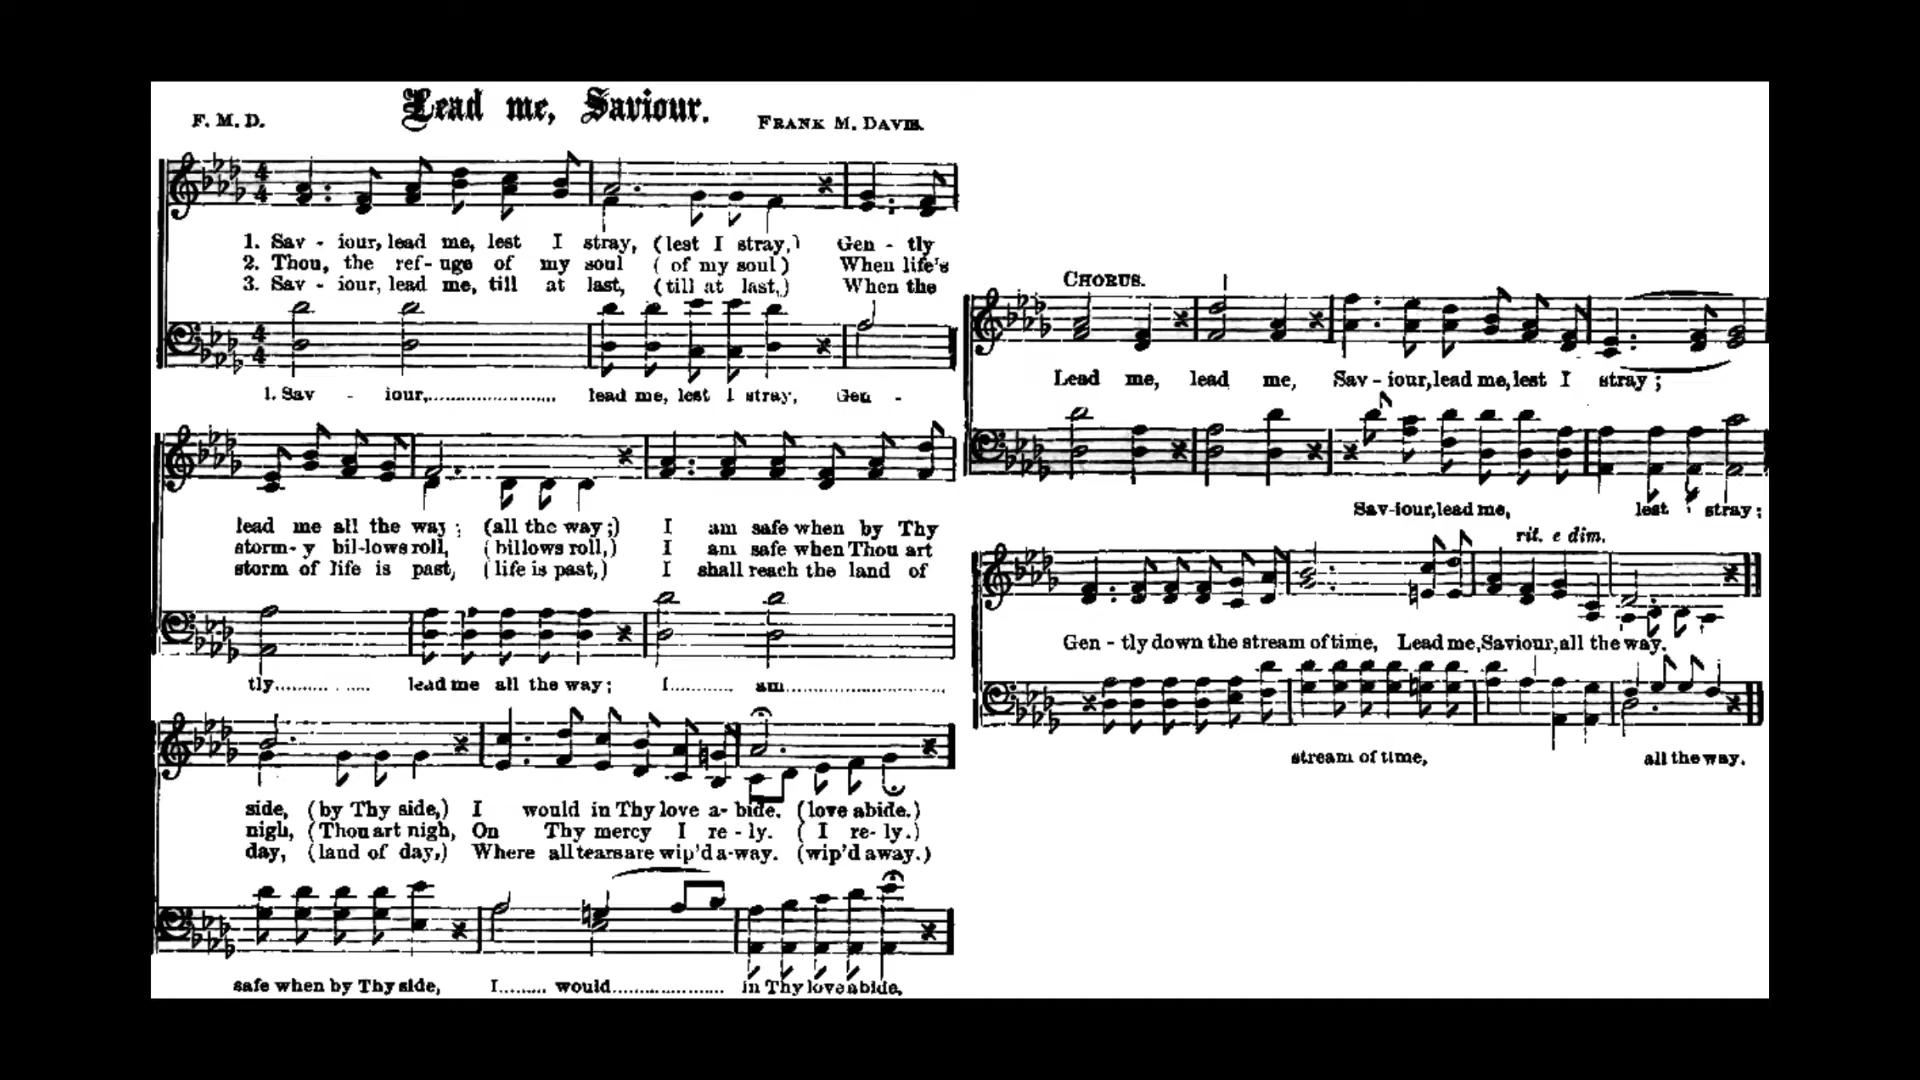 Lead me, Saviour.
F. M. D. FRANK M. DAVIS.
1. Sav - iour, lead me, lest I stray, (lest I stray,) Gen - tly
2. Thou, the ref - uge of my soul (of my soul) When life's
3. Sav - iour, lead me, till at last, (till at last,) When the
1. Sav - iour,.......................... lead me, lest I stray, Gen -
lead me all the way; (all the way;) I am safe when by Thy
storm - y bil - lows roll, (billows roll,) I am safe when Thou art
storm of life is past, (life is past,) I shall reach the land of
tly.......... ..... lead me all the way; I.......... am................................
side, (by Thy side,) I would in Thy love a - bide. (love abide.)
nigh, (Thou art nigh, On Thy mercy I re - ly. (I re - ly.)
day, (land of day,) Where all tears are wip'd a - way. (wip'd away.)
safe when by Thy side, I........ would...................... in Thy love abide,
CHORUS.
Lead me, lead me, Sav - iour, lead me, lest I stray;
Sav-iour, lead me, lest I stray;
rit. e dim.
Gen - tly down the stream of time, Lead me, Saviour, all the way.
stream of time, all the way.